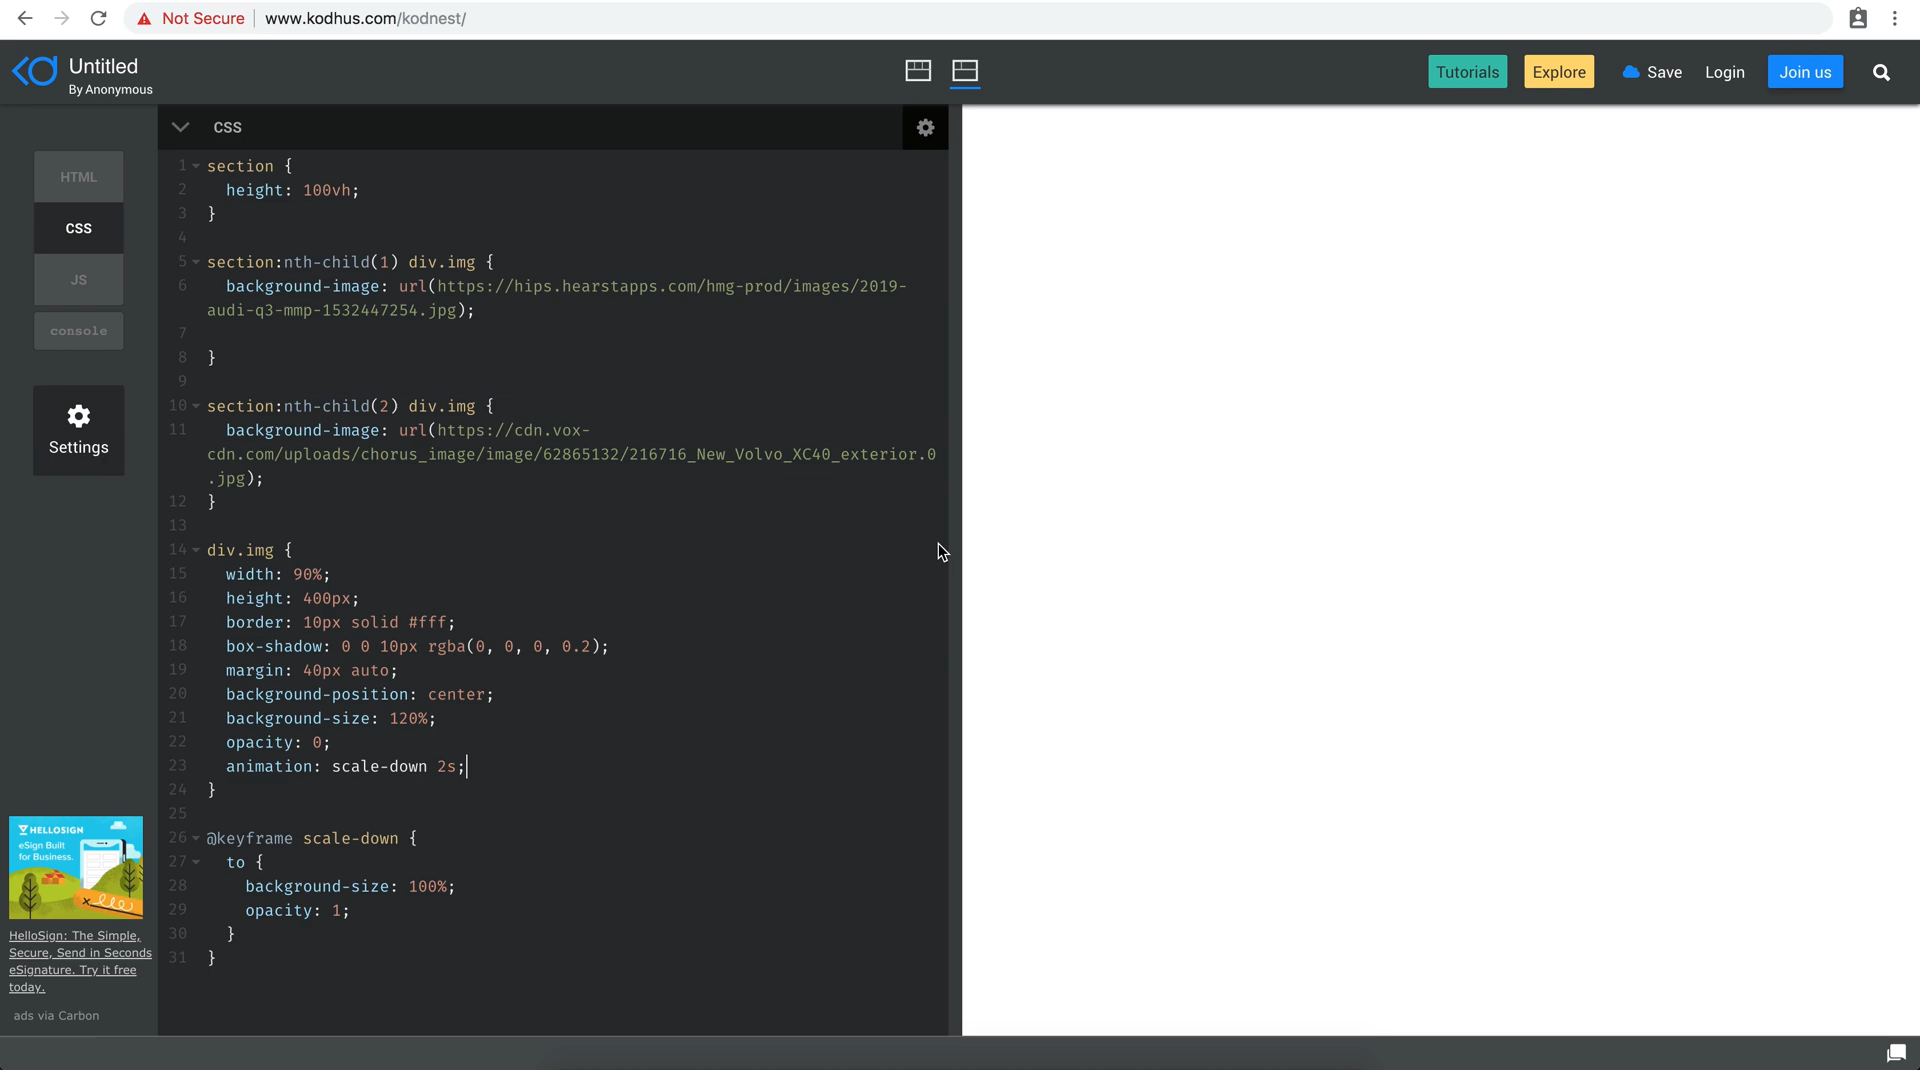 Not Secure www.kodhus.com/kodnest/
Untitled
By Anonymous
Tutorials Explore Save Login Join us
CSS
HTML
CSS
JS
console
Settings
1 section {
2 height: 100vh;
3 }
4
5 section:nth-child(1) div.img {
6 background-image: url(https://hips.hearstapps.com/hmg-prod/images/2019-
audi-q3-mmp-1532447254.jpg);
7
8 }
9
10 section:nth-child(2) div.img {
11 background-image: url(https://cdn.vox-
cdn.com/uploads/chorus_image/image/62865132/216716_New_Volvo_XC40_exterior.0
.jpg);
12 }
13
14 div.img {
15 width: 90%;
16 height: 400px;
17 border: 10px solid #fff;
18 box-shadow: 0 0 10px rgba(0, 0, 0, 0.2);
19 margin: 40px auto;
20 background-position: center;
21 background-size: 120%;
22 opacity: 0;
23 animation: scale-down 2s;
24 }
25
26 @keyframe scale-down {
27 to {
28 background-size: 100%;
29 opacity: 1;
30 }
31 }
HELLOSIGN
eSign Built
for Business.
HelloSign: The Simple,
Secure, Send in Seconds
eSignature. Try it free
today.
ads via Carbon